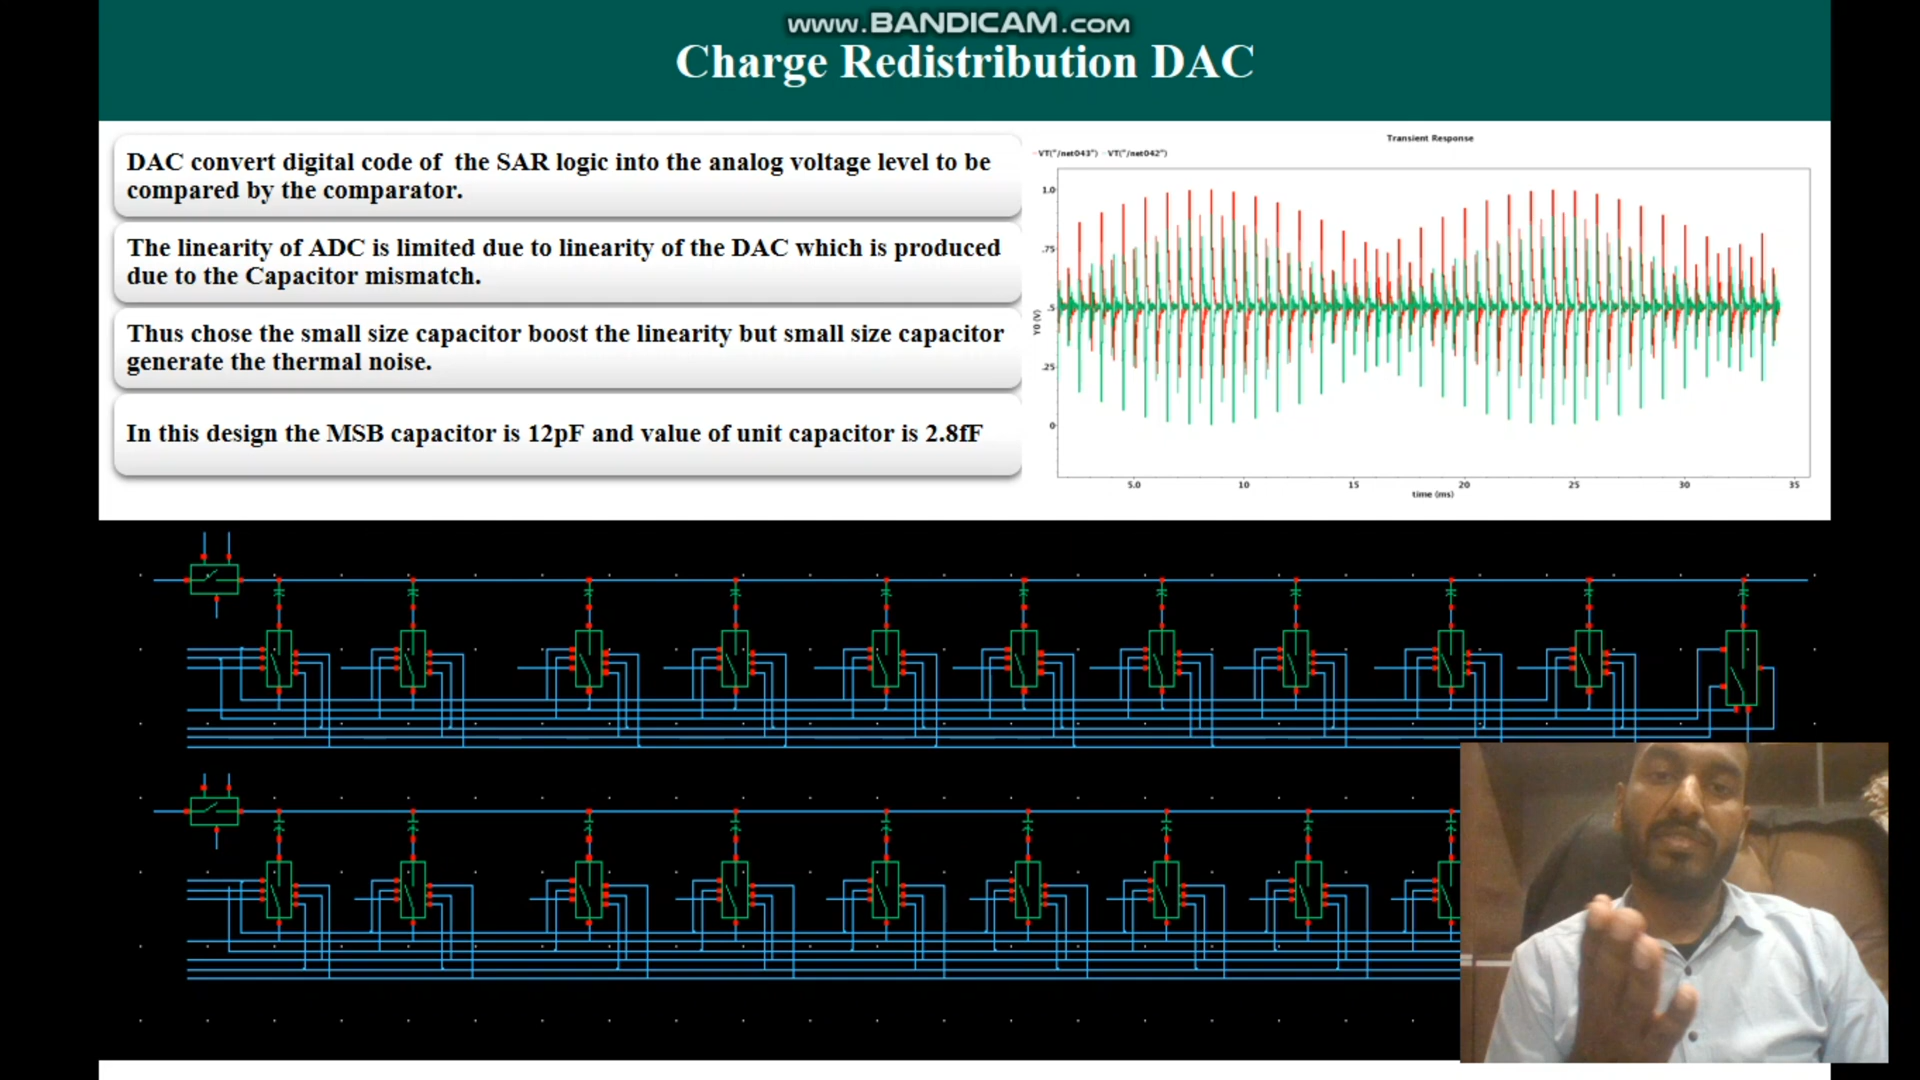 www.BANDICAM.com
Charge Redistribution DAC
DAC convert digital code of the SAR logic into the analog voltage level to be
compared by the comparator.
The linearity of ADC is limited due to linearity of the DAC which is produced
due to the Capacitor mismatch.
Thus chose the small size capacitor boost the linearity but small size capacitor
generate the thermal noise.
In this design the MSB capacitor is 12pF and value of unit capacitor is 2.8fF
Transient Response
VT("/net043") VT("/net042")
1.0
.75
.5
.25
0
Y0 (V)
5.0 10 15 20 25 30 35
time (ms)